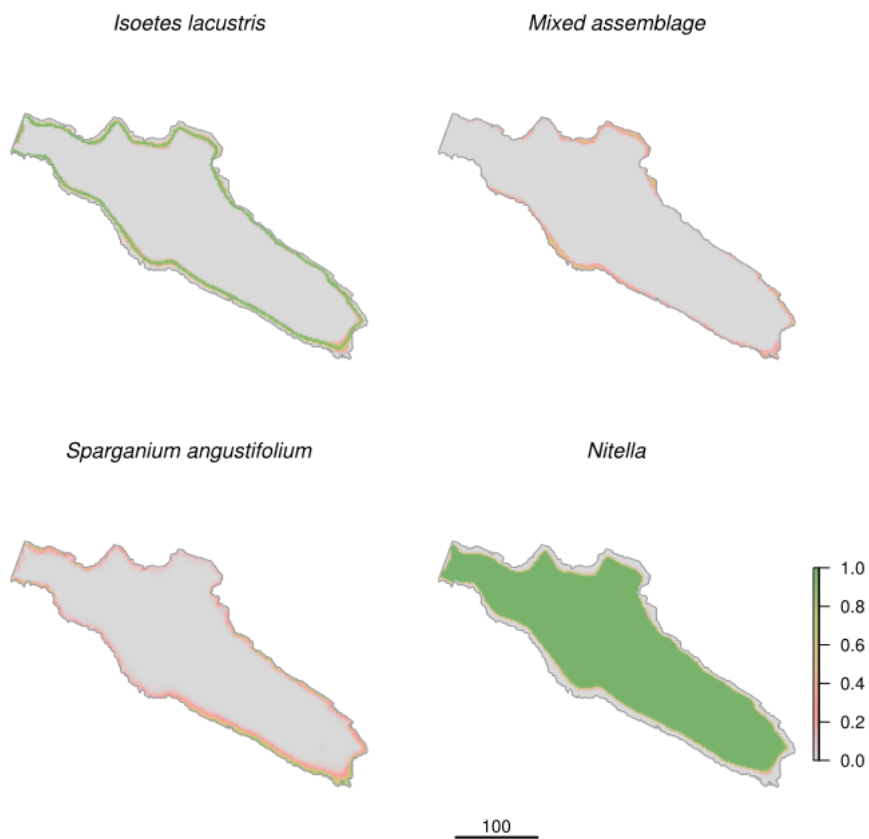 Isoetes lacustris
Mixed assemblage
Sparganium angustifolium
Nitella
1.0
0.8
0.6
0.4
0.2
0.0
100